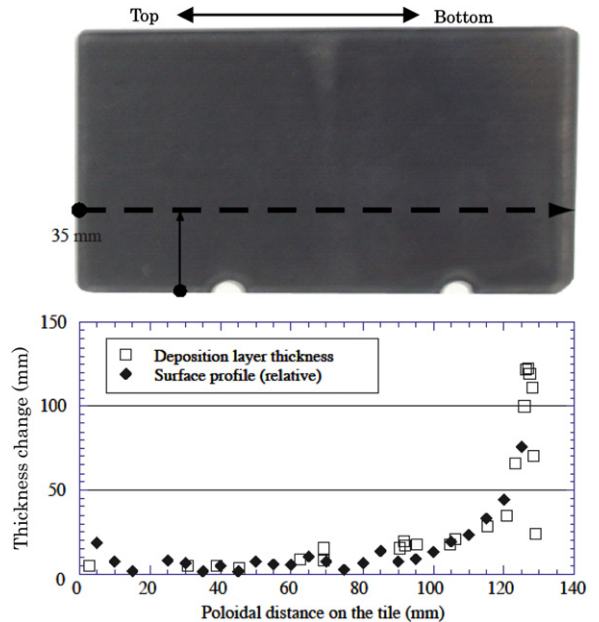 Top Bottom
35 mm
150
100
50
0
Thickness change (mm)
Deposition layer thickness
Surface profile (relative)
0 20 40 60 80 100 120 140
Poloidal distance on the tile (mm)